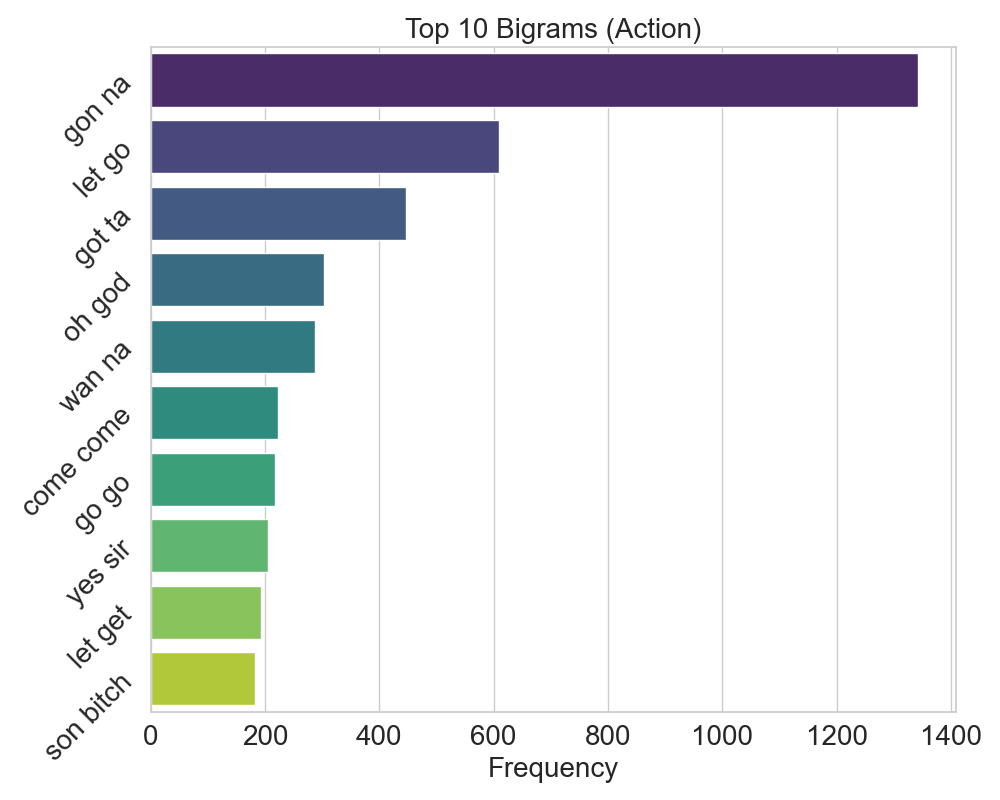 Top 10 Bigrams (Action)
gon na
let go
got ta
oh god
wan na
come come
go go
yes sir
let get
son bitch
0 200 400 600 800 1000 1200 1400
Frequency